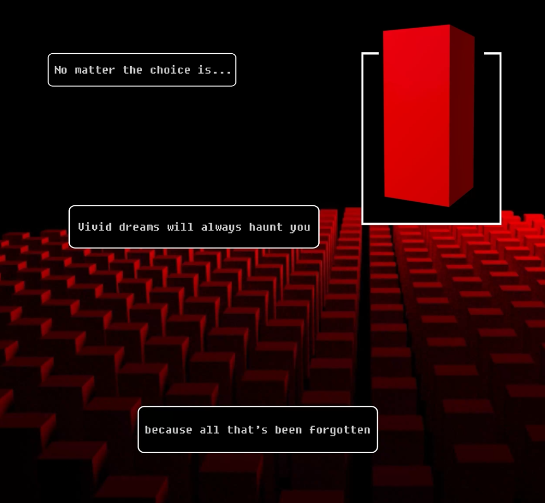 No matter the choice is...
Vivid dreams will always haunt you
because all that's been forgotten